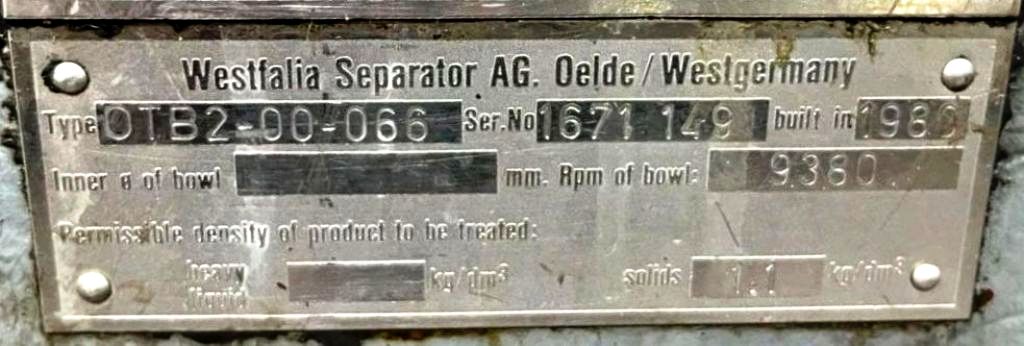 Westfalia Separator AG. Oelde/Westgermany
Type OTB2-00-066 Ser.No 1671 149 built in 1980
Inner ø of bowl mm. Rpm of bowl: 9380
Permissible density of product to be treated:
heavy liquid kg/dm³ solids 1.1 kg/dm³